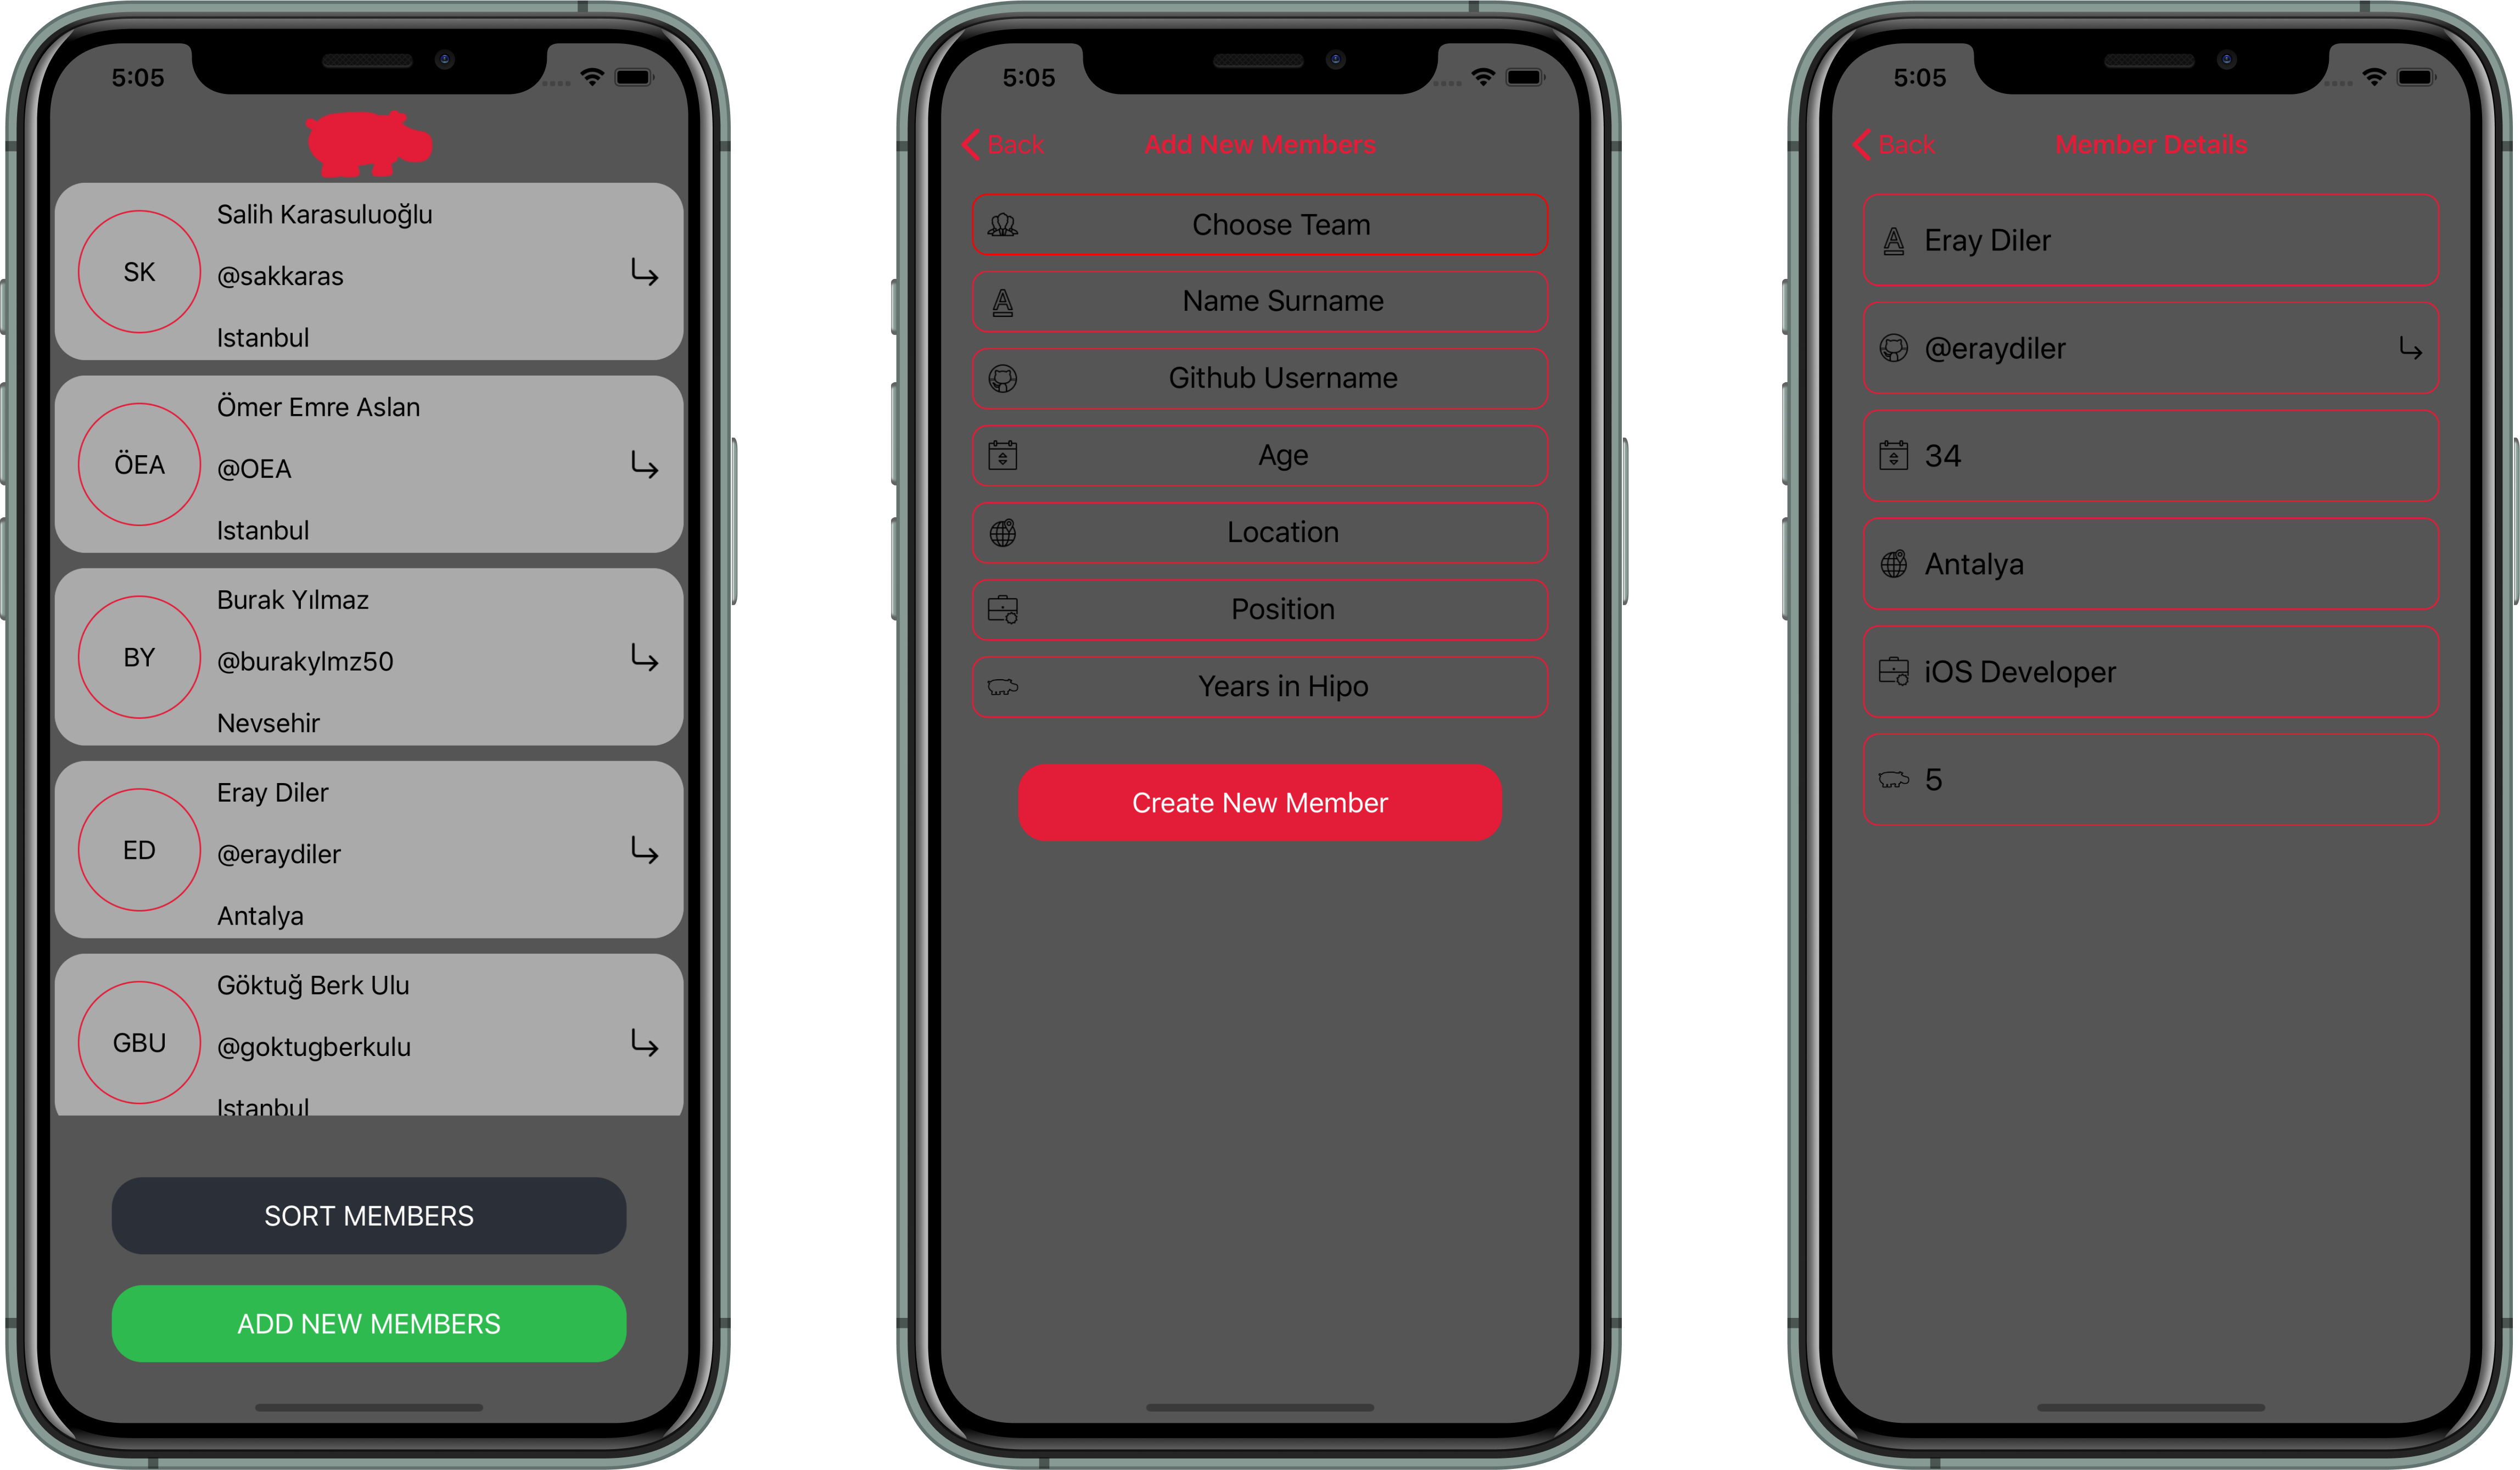 5:05
SK
Salih Karasuluoğlu
@sakkaras
Istanbul
ÖEA
Ömer Emre Aslan
@OEA
Istanbul
BY
Burak Yılmaz
@burakylmz50
Nevsehir
ED
Eray Diler
@eraydiler
Antalya
GBU
Göktuğ Berk Ulu
@goktugberkulu
Istanbul
SORT MEMBERS
ADD NEW MEMBERS
5:05
Back
Add New Members
Choose Team
Name Surname
Github Username
Age
Location
Position
Years in Hipo
Create New Member
5:05
Back
Member Details
Eray Diler
@eraydiler
34
Antalya
iOS Developer
5